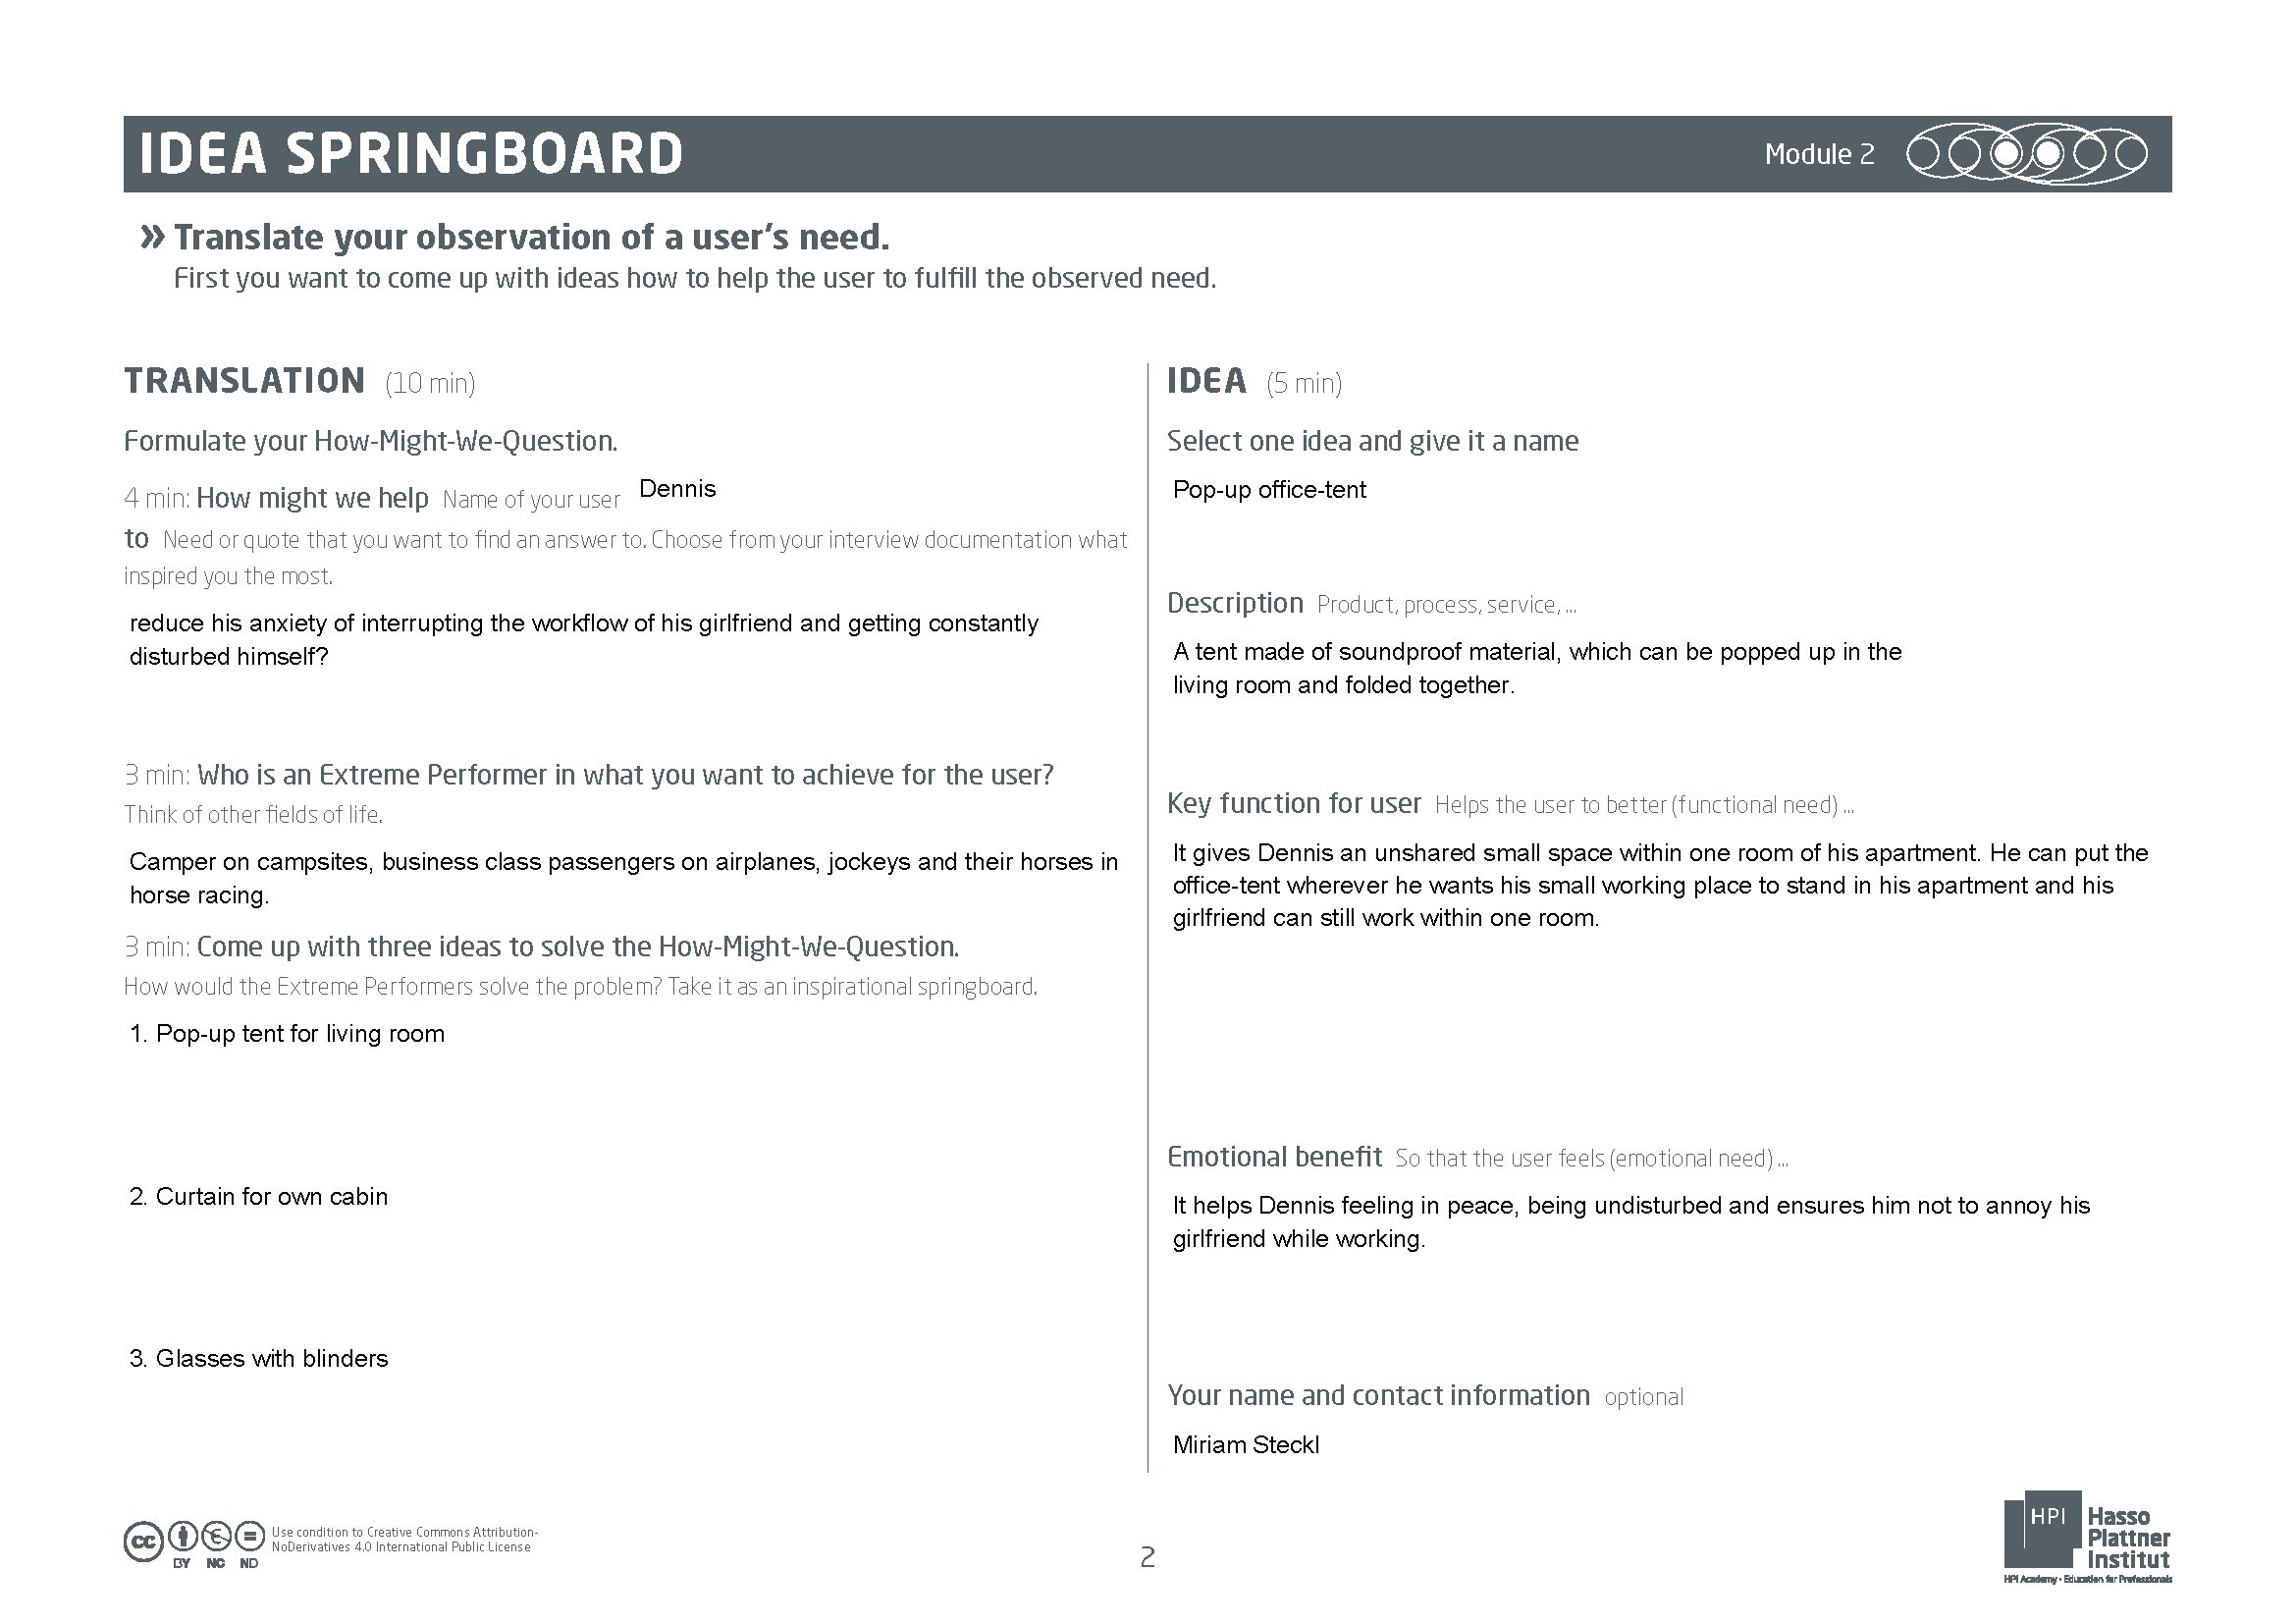 IDEA SPRINGBOARD
Module 2
» Translate your observation of a user's need.
First you want to come up with ideas how to help the user to fulfill the observed need.
TRANSLATION (10 min)
Formulate your How-Might-We-Question.
4 min: How might we help Name of your user Dennis
to Need or quote that you want to find an answer to. Choose from your interview documentation what
inspired you the most.
reduce his anxiety of interrupting the workflow of his girlfriend and getting constantly
disturbed himself?
3 min: Who is an Extreme Performer in what you want to achieve for the user?
Think of other fields of life.
Camper on campsites, business class passengers on airplanes, jockeys and their horses in
horse racing.
3 min: Come up with three ideas to solve the How-Might-We-Question.
How would the Extreme Performers solve the problem? Take it as an inspirational springboard.
1. Pop-up tent for living room
2. Curtain for own cabin
3. Glasses with blinders
IDEA (5 min)
Select one idea and give it a name
Pop-up office-tent
Description Product, process, service, ...
A tent made of soundproof material, which can be popped up in the
living room and folded together.
Key function for user Helps the user to better (functional need) ...
It gives Dennis an unshared small space within one room of his apartment. He can put the
office-tent wherever he wants his small working place to stand in his apartment and his
girlfriend can still work within one room.
Emotional benefit So that the user feels (emotional need) ...
It helps Dennis feeling in peace, being undisturbed and ensures him not to annoy his
girlfriend while working.
Your name and contact information optional
Miriam Steckl
cc
BY NC ND
Use condition to Creative Commons Attribution-
NoDerivatives 4.0 International Public License
2
HPI
Hasso
Plattner
Institut
HPI Academy • Education for Professionals